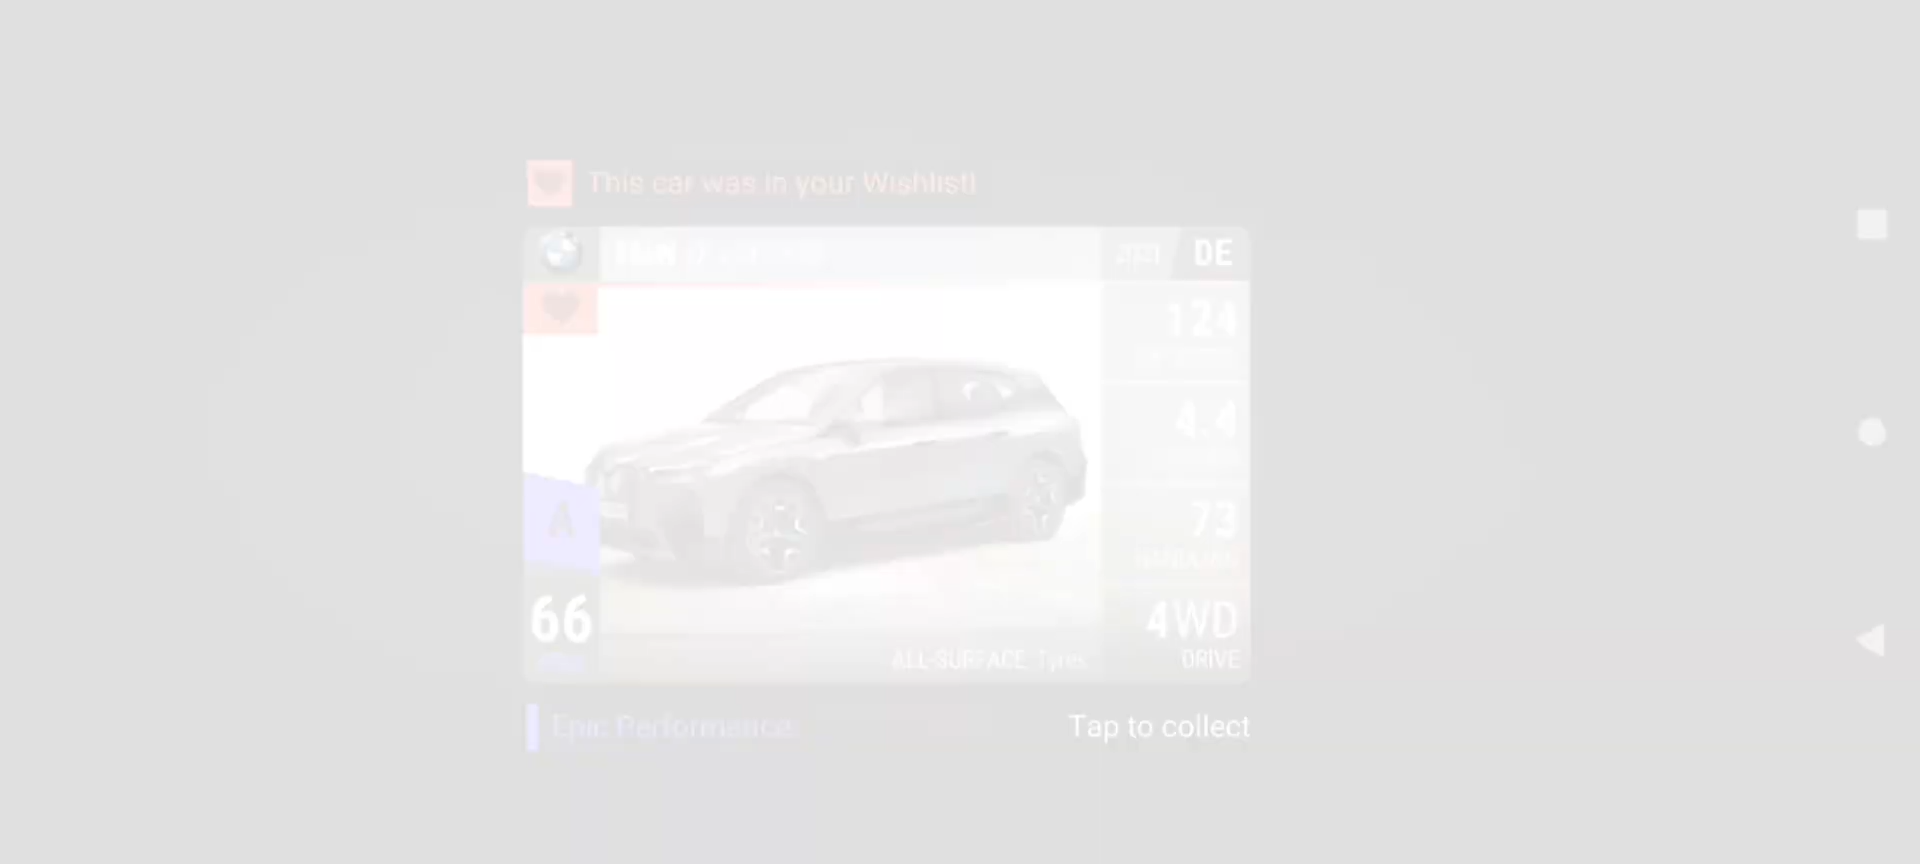 This car was in your Wishlist!
2021 DE
124
4.4
73
HANDLING
A
66
4WD
DRIVE
ALL-SURFACE Tyres
Epic Performance
Tap to collect